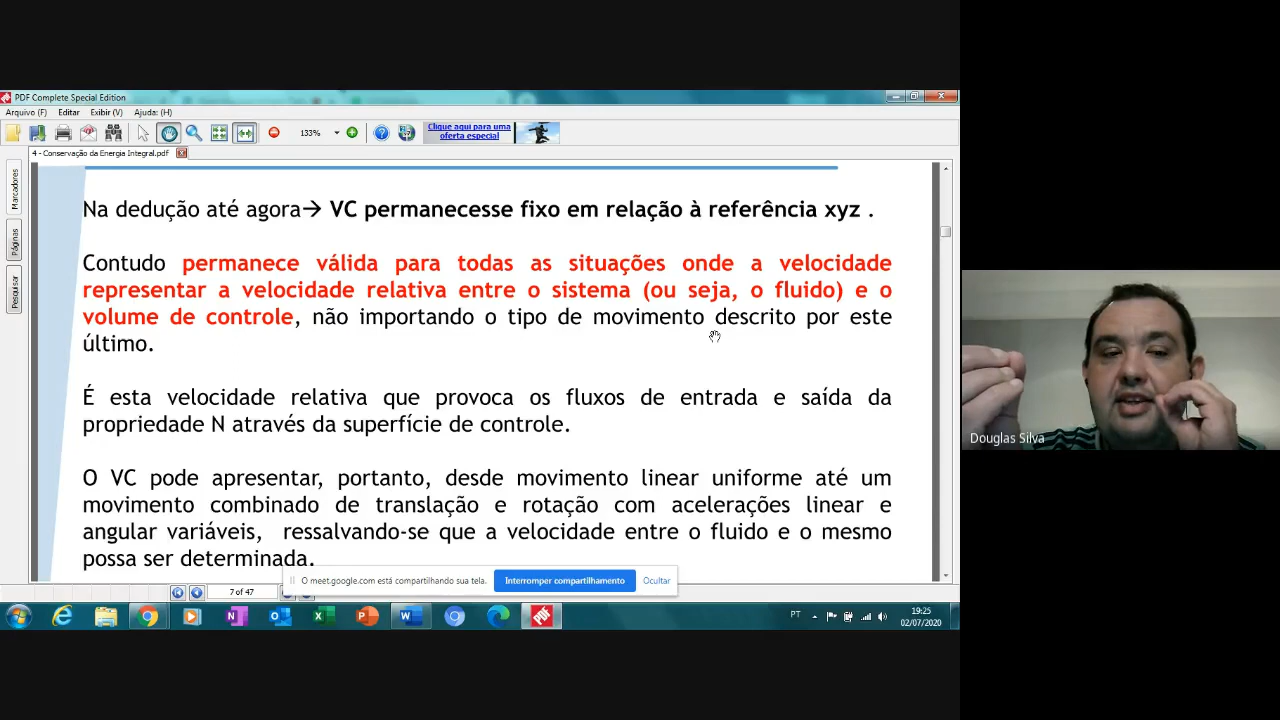 PDF Complete Special Edition
Arquivo (F) Editar Exibir (V) Ajuda: (H)
133%
Clique aqui para uma
oferta especial
4 - Conservação da Energia Integral.pdf
Marcadores
Páginas
Pesquisar
Na dedução até agora→ VC permanecesse fixo em relação à referência xyz .
Contudo permanece válida para todas as situações onde a velocidade
representar a velocidade relativa entre o sistema (ou seja, o fluido) e o
volume de controle, não importando o tipo de movimento descrito por este
último.
É esta velocidade relativa que provoca os fluxos de entrada e saída da
propriedade N através da superfície de controle.
O VC pode apresentar, portanto, desde movimento linear uniforme até um
movimento combinado de translação e rotação com acelerações linear e
angular variáveis, ressalvando-se que a velocidade entre o fluido e o mesmo
possa ser determinada.
O meet.google.com está compartilhando sua tela.
Interromper compartilhamento
Ocultar
7 of 47
PT
19:25
02/07/2020
Douglas Silva